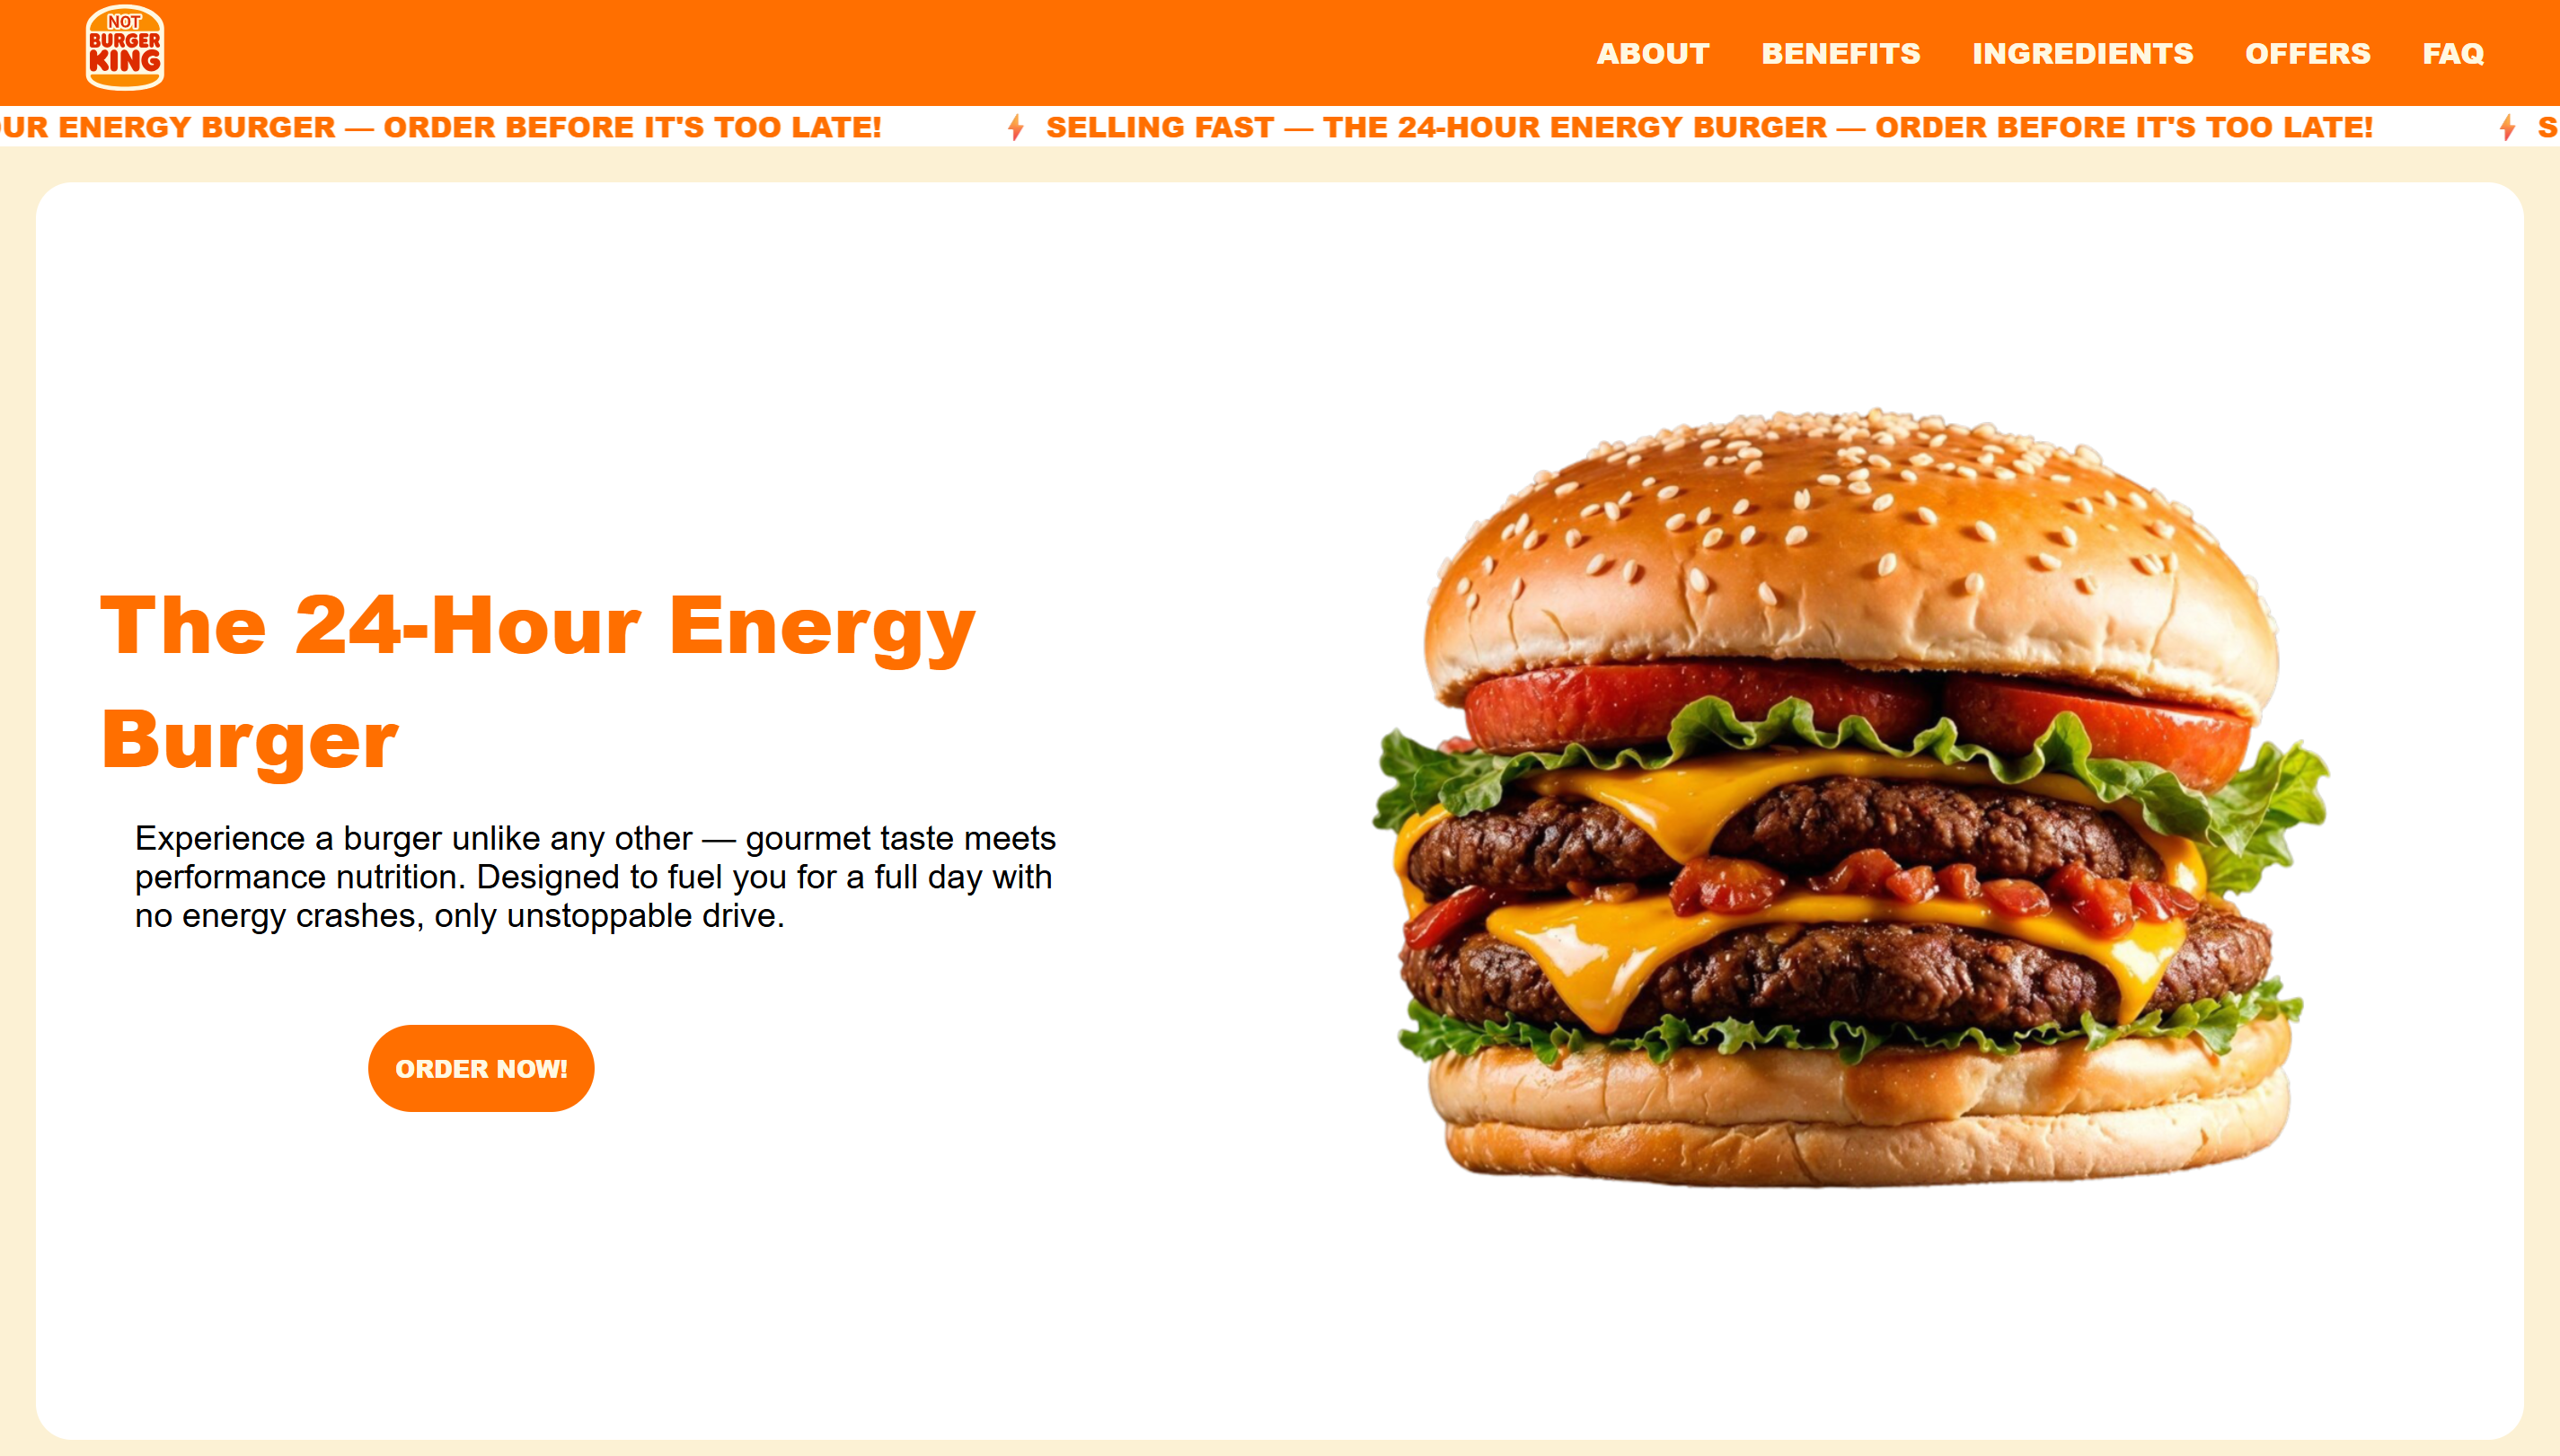 NOT
BURGER
KING
ABOUT BENEFITS INGREDIENTS OFFERS FAQ
UR ENERGY BURGER — ORDER BEFORE IT'S TOO LATE! ⚡ SELLING FAST — THE 24-HOUR ENERGY BURGER — ORDER BEFORE IT'S TOO LATE! ⚡ S
The 24-Hour Energy
Burger
Experience a burger unlike any other — gourmet taste meets
performance nutrition. Designed to fuel you for a full day with
no energy crashes, only unstoppable drive.
ORDER NOW!